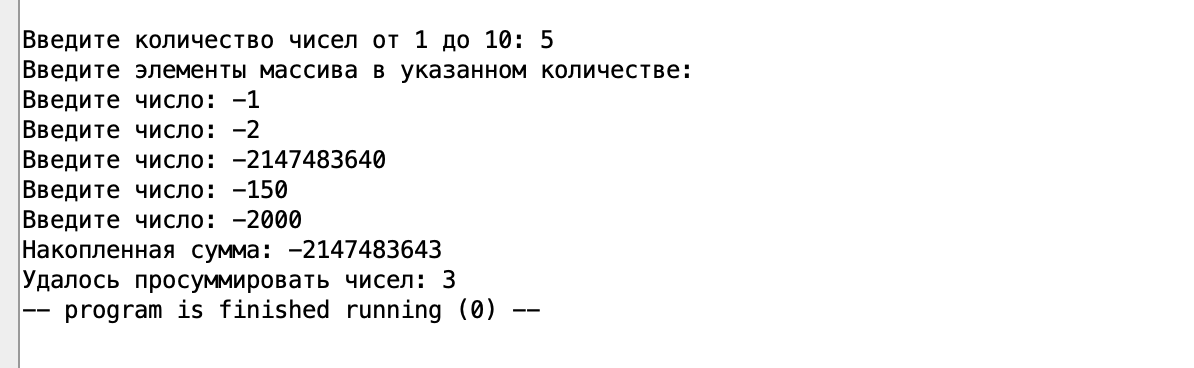 Введите количество чисел от 1 до 10: 5
Введите элементы массива в указанном количестве:
Введите число: -1
Введите число: -2
Введите число: -2147483640
Введите число: -150
Введите число: -2000
Накопленная сумма: -2147483643
Удалось просуммировать чисел: 3
-- program is finished running (0) --